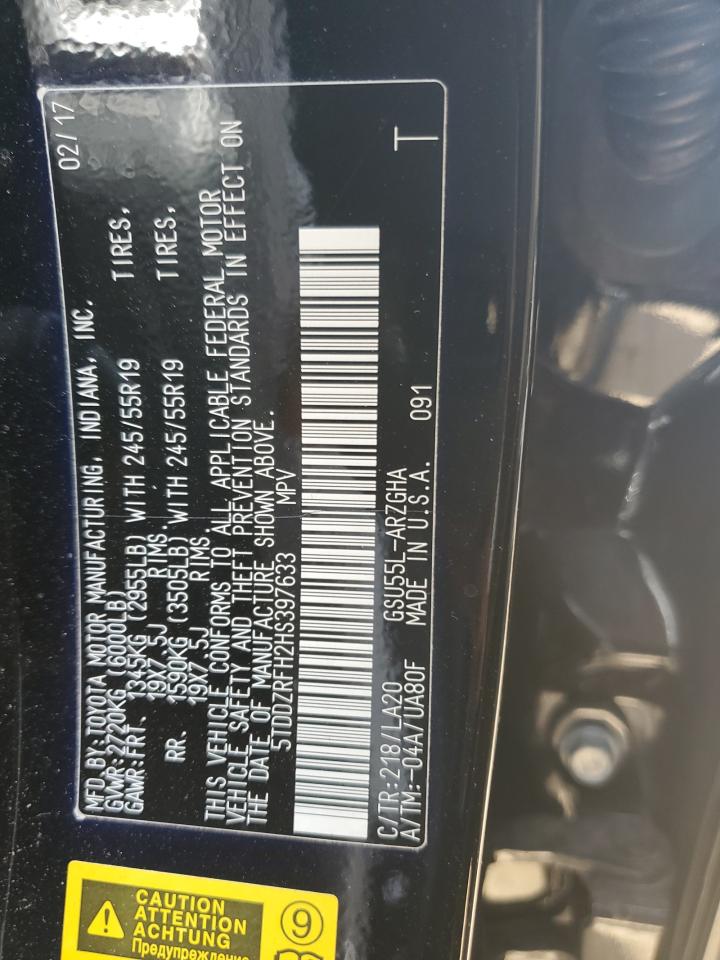 MFD.BY:TOYOTA MOTOR MANUFACTURING, INDIANA, INC. 02/17
GVWR:2720KG (6000LB)
GAWR:FRT. 1345KG (2955LB) WITH 245/55R19 TIRES,
19X7.5J RIMS.
RR. 1590KG (3505LB) WITH 245/55R19 TIRES,
19X7.5J RIMS.
THIS VEHICLE CONFORMS TO ALL APPLICABLE FEDERAL MOTOR
VEHICLE SAFETY AND THEFT PREVENTION STANDARDS IN EFFECT ON
THE DATE OF MANUFACTURE SHOWN ABOVE.
5TDDZRFH2HS397633 MPV
C/TR:218/LA20 GSU55L-ARZGHA T
A/TM:-04A/UA80F MADE IN U.S.A. 091
CAUTION
ATTENTION
ACHTUNG
Предупреждение
9